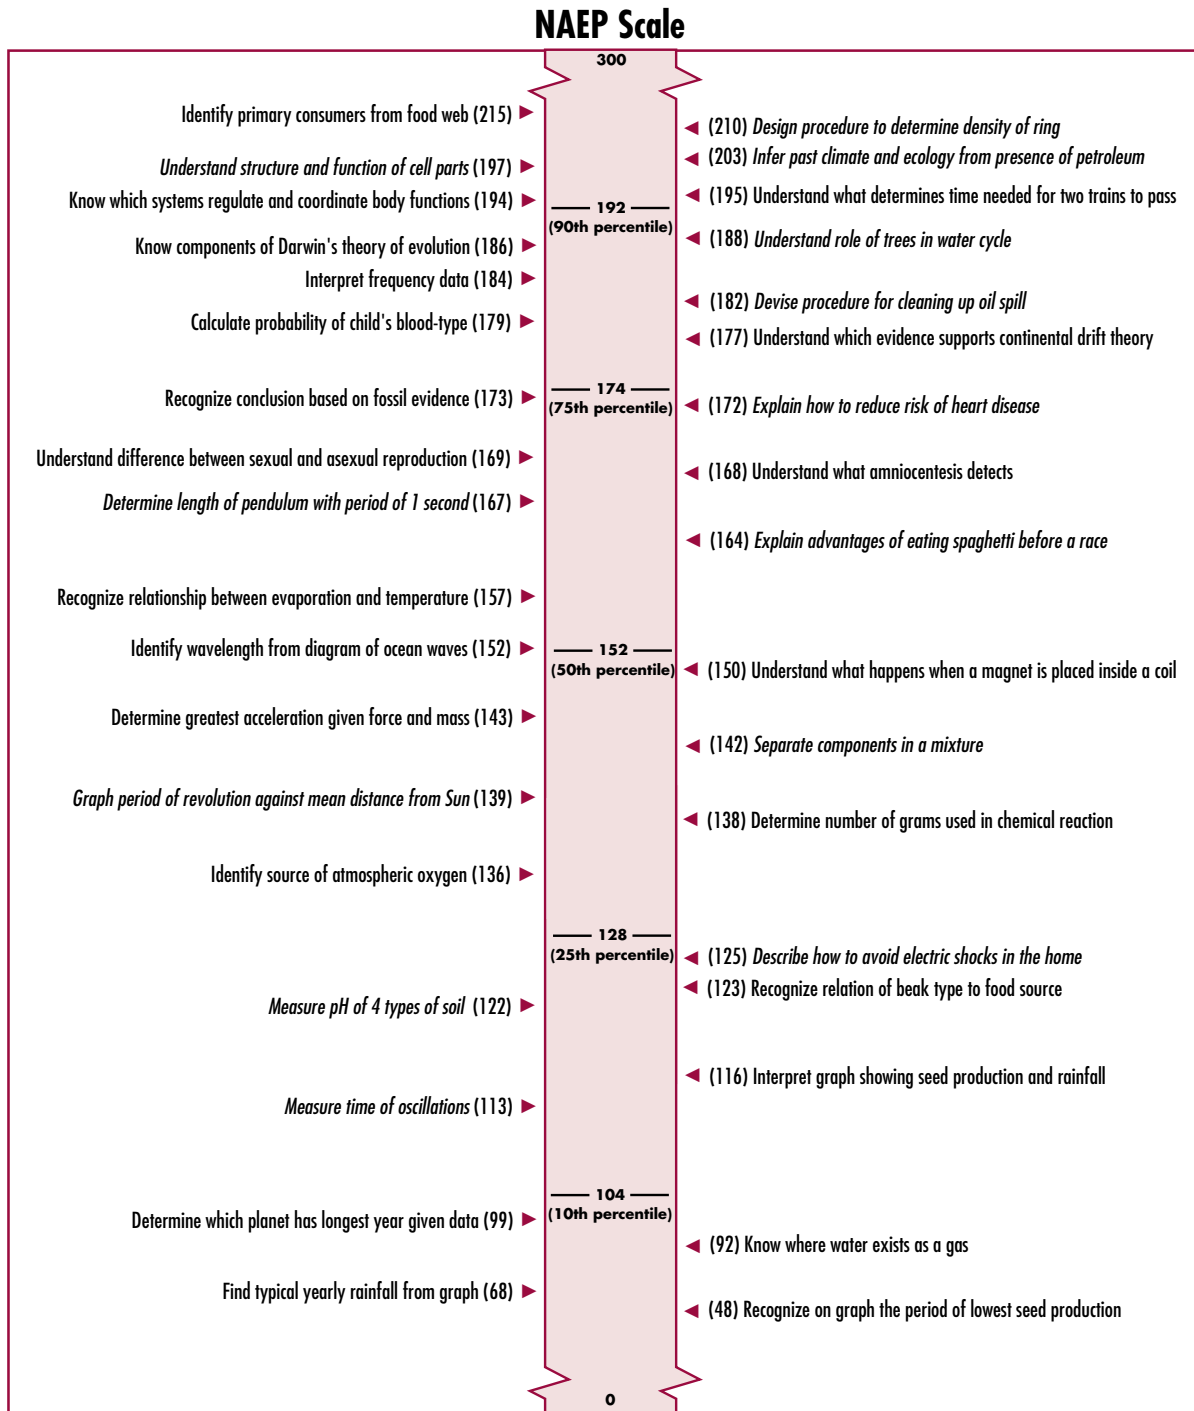 NAEP Scale
300
Identify primary consumers from food web (215)
(210) Design procedure to determine density of ring
(203) Infer past climate and ecology from presence of petroleum
Understand structure and function of cell parts (197)
(195) Understand what determines time needed for two trains to pass
Know which systems regulate and coordinate body functions (194)
192
(90th percentile)
(188) Understand role of trees in water cycle
Know components of Darwin's theory of evolution (186)
Interpret frequency data (184)
(182) Devise procedure for cleaning up oil spill
Calculate probability of child's blood-type (179)
(177) Understand which evidence supports continental drift theory
174
(75th percentile)
Recognize conclusion based on fossil evidence (173)
(172) Explain how to reduce risk of heart disease
Understand difference between sexual and asexual reproduction (169)
(168) Understand what amniocentesis detects
Determine length of pendulum with period of 1 second (167)
(164) Explain advantages of eating spaghetti before a race
Recognize relationship between evaporation and temperature (157)
Identify wavelength from diagram of ocean waves (152)
152
(50th percentile)
(150) Understand what happens when a magnet is placed inside a coil
Determine greatest acceleration given force and mass (143)
(142) Separate components in a mixture
Graph period of revolution against mean distance from Sun (139)
(138) Determine number of grams used in chemical reaction
Identify source of atmospheric oxygen (136)
128
(25th percentile)
(125) Describe how to avoid electric shocks in the home
(123) Recognize relation of beak type to food source
Measure pH of 4 types of soil (122)
(116) Interpret graph showing seed production and rainfall
Measure time of oscillations (113)
104
(10th percentile)
Determine which planet has longest year given data (99)
(92) Know where water exists as a gas
Find typical yearly rainfall from graph (68)
(48) Recognize on graph the period of lowest seed production
0